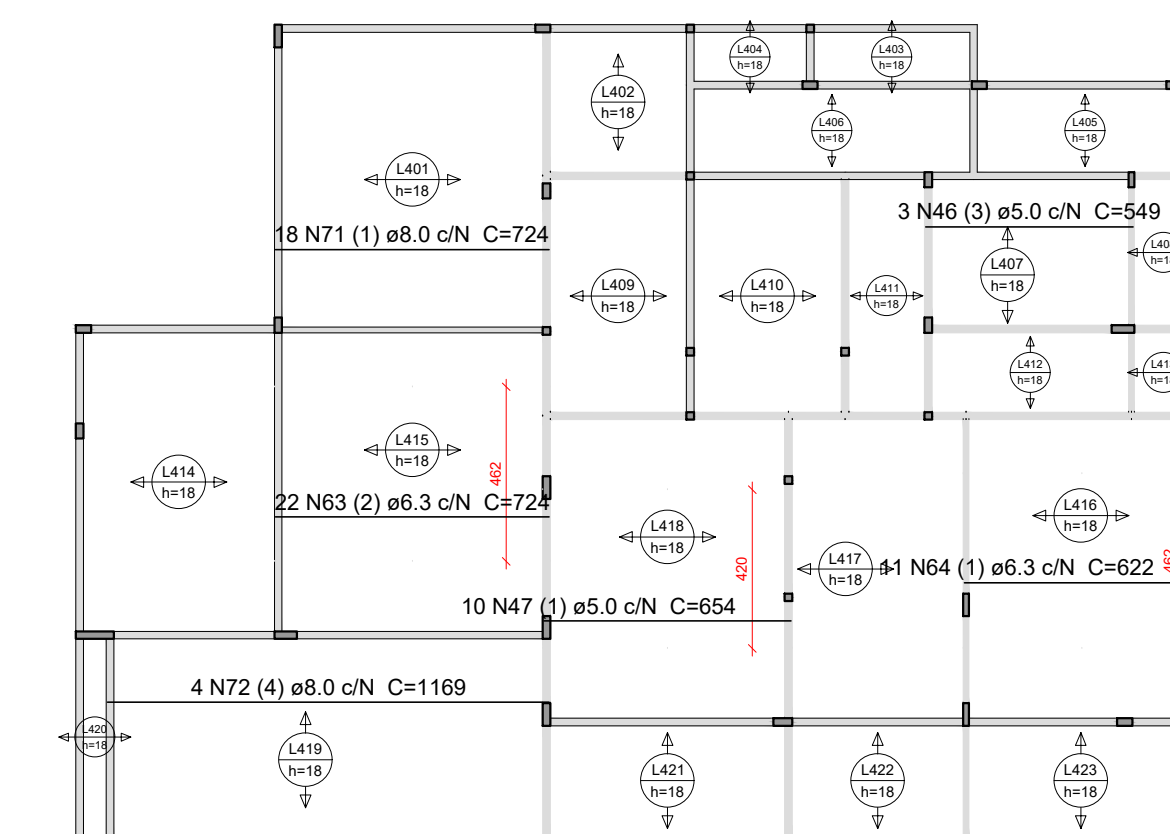 L404
h=18
L403
h=18
L402
h=18
L406
h=18
L405
h=18
L401
h=18
3 N46 (3) ø5.0 c/N C=549
18 N71 (1) ø8.0 c/N C=724
h=1
L407
h=18
L409
h=18
L410
h=18
L411
h=18
L412
h=18
h=1
L415
h=18
L414
h=18
462
22 N63 (2) ø6.3 c/N C=724
L416
h=18
L418
h=18
420
L417
h=18
11 N64 (1) ø6.3 c/N C=622
462
10 N47 (1) ø5.0 c/N C=654
4 N72 (4) ø8.0 c/N C=1169
L420
h=18
L419
h=18
L421
h=18
L422
h=18
L423
h=18